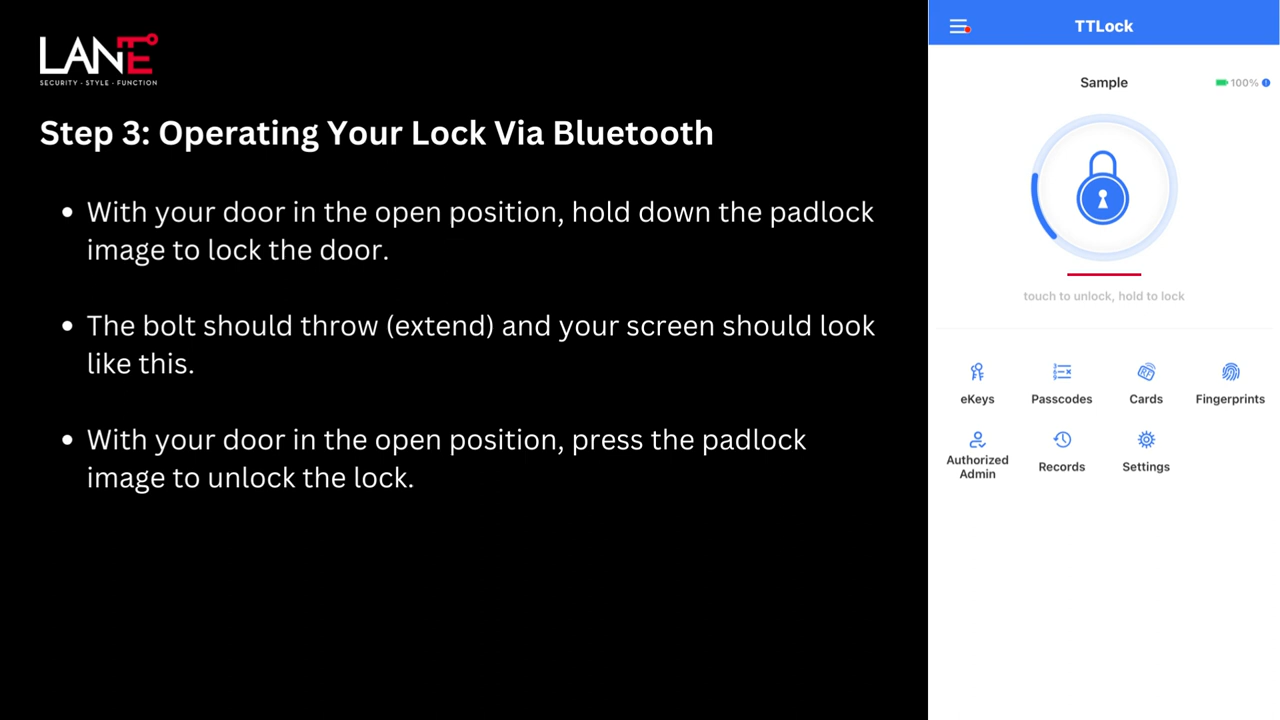 LANE
SECURITY - STYLE - FUNCTION
Step 3: Operating Your Lock Via Bluetooth
• With your door in the open position, hold down the padlock
image to lock the door.
• The bolt should throw (extend) and your screen should look
like this.
• With your door in the open position, press the padlock
image to unlock the lock.
TTLock
Sample
100%
touch to unlock, hold to lock
eKeys
Passcodes
Cards
Fingerprints
Authorized
Admin
Records
Settings